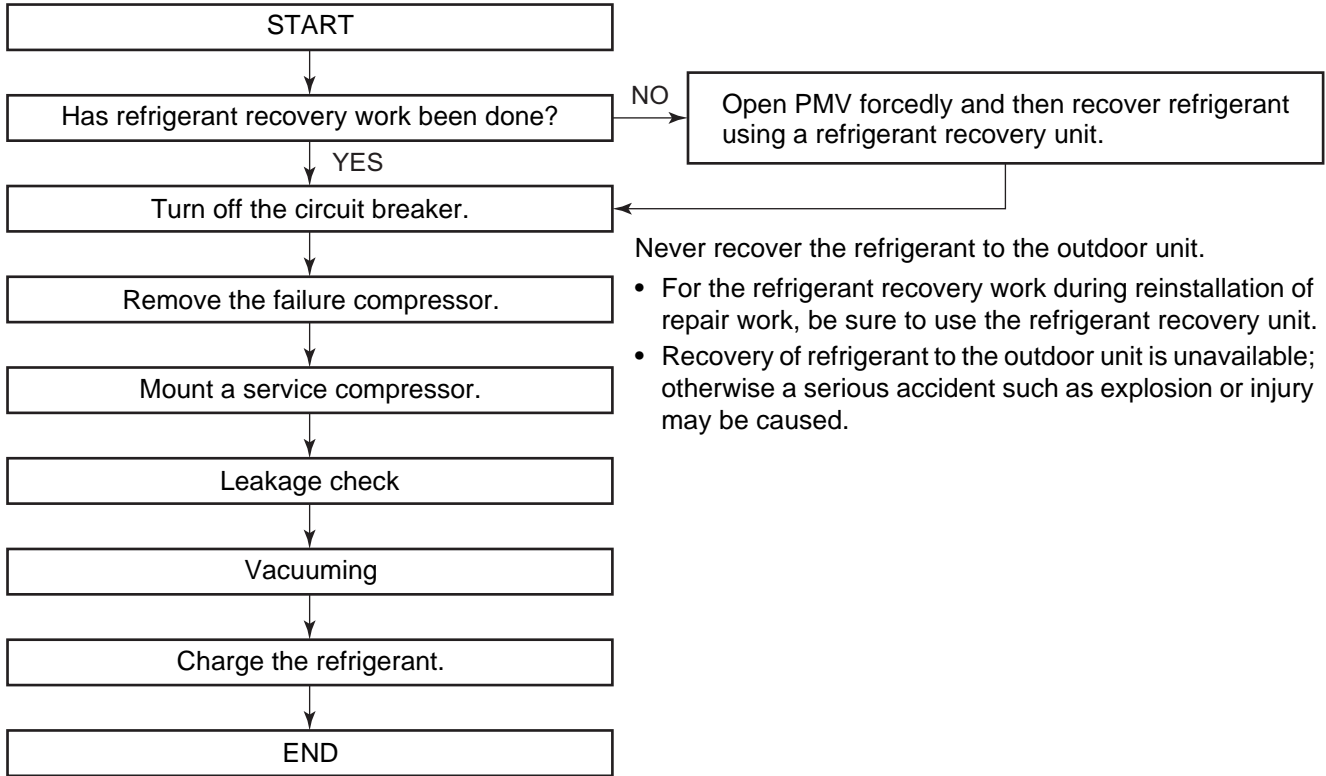 START
Has refrigerant recovery work been done?
NO
Open PMV forcedly and then recover refrigerant
using a refrigerant recovery unit.
YES
Turn off the circuit breaker.
Never recover the refrigerant to the outdoor unit.
• For the refrigerant recovery work during reinstallation of
repair work, be sure to use the refrigerant recovery unit.
• Recovery of refrigerant to the outdoor unit is unavailable;
otherwise a serious accident such as explosion or injury
may be caused.
Remove the failure compressor.
Mount a service compressor.
Leakage check
Vacuuming
Charge the refrigerant.
END